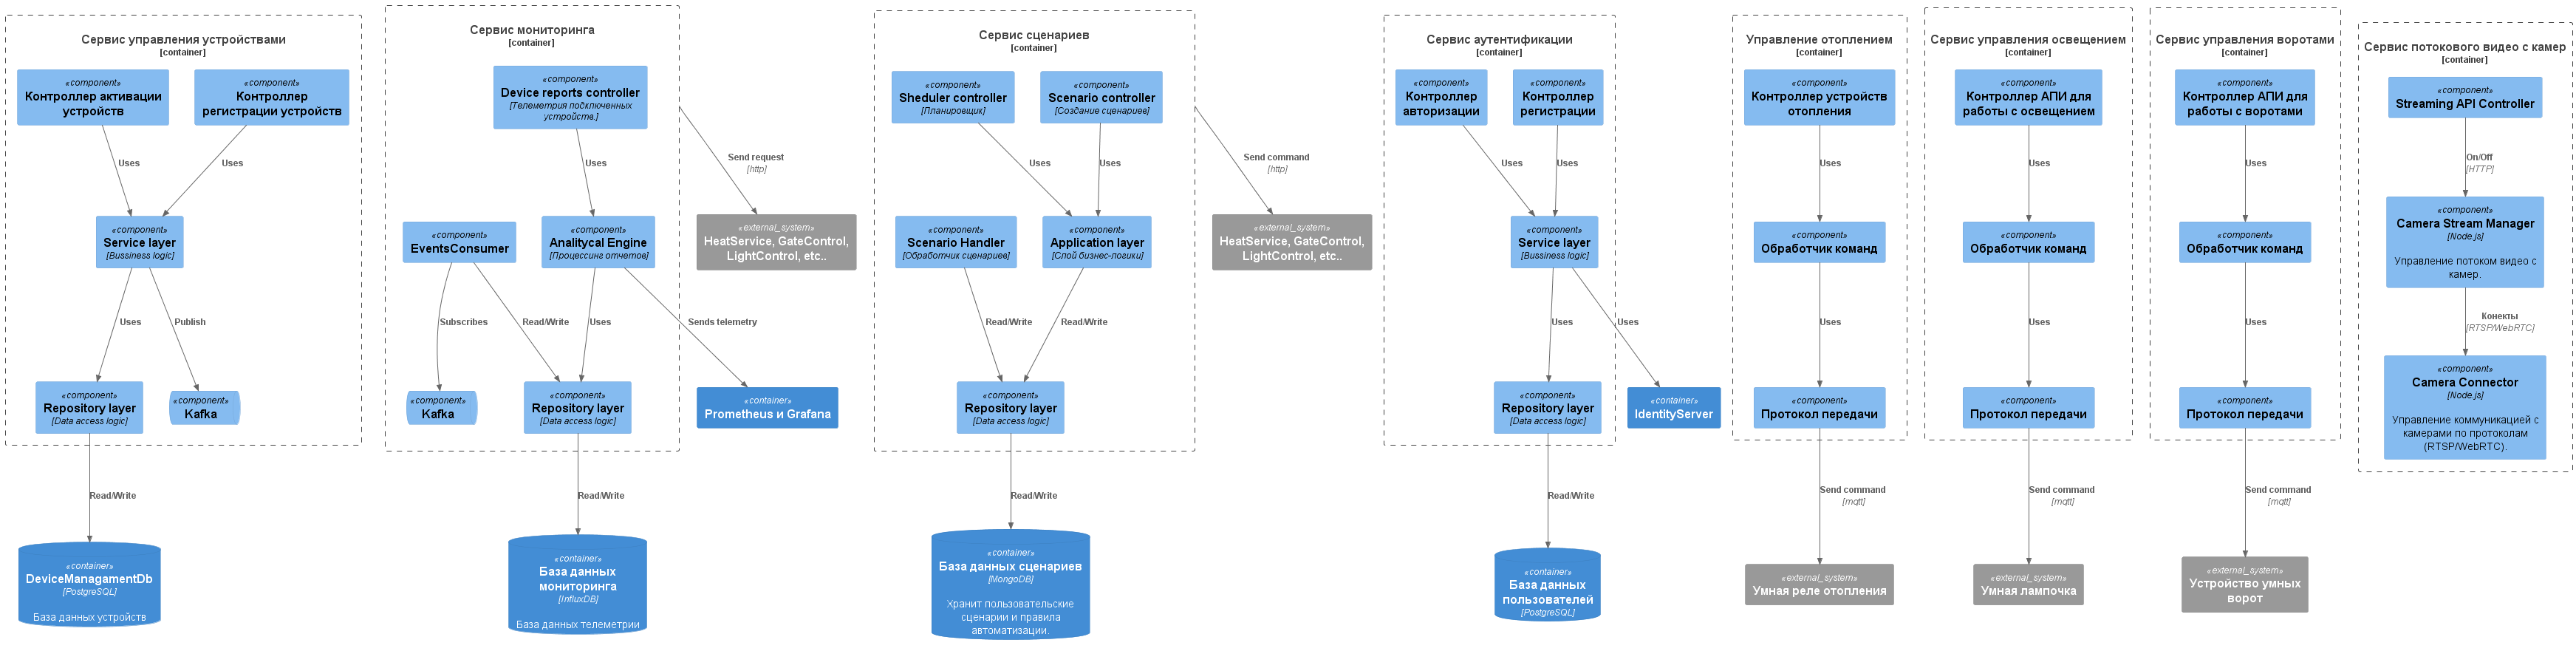 Сервис управления устройствами
[container]
«component»
Контроллер активации
устройств
«component»
Контроллер
регистрации устройств
Uses
Uses
«component»
Service layer
[Bussiness logic]
Uses
Publish
«component»
Repository layer
[Data access logic]
«component»
Kafka
Read/Write
«container»
DeviceManagamentDb
[PostgreSQL]
База данных устройств
Сервис мониторинга
[container]
«component»
Device reports controller
[Телеметрия подключенных
устройств.]
Uses
Send request
[http]
«component»
EventsConsumer
«component»
Analitycal Engine
[Процессинг отчетов]
«external_system»
HeatService, GateControl,
LightControl, etc..
Subscribes
Read/Write
Uses
Sends telemetry
«component»
Kafka
«component»
Repository layer
[Data access logic]
«container»
Prometheus и Grafana
Read/Write
«container»
База данных
мониторинга
[InfluxDB]
База данных телеметрии
Сервис сценариев
[container]
«component»
Sheduler controller
[Планировщик]
«component»
Scenario controller
[Создание сценариев]
Uses
Uses
Send command
[http]
«component»
Scenario Handler
[Обработчик сценариев]
«component»
Application layer
[Слой бизнес-логики]
«external_system»
HeatService, GateControl,
LightControl, etc..
Read/Write
Read/Write
«component»
Repository layer
[Data access logic]
Read/Write
«container»
База данных сценариев
[MongoDB]
Хранит пользовательские
сценарии и правила
автоматизации.
Сервис аутентификации
[container]
«component»
Контроллер
авторизации
«component»
Контроллер
регистрации
Uses
Uses
«component»
Service layer
[Bussiness logic]
Uses
Uses
«component»
Repository layer
[Data access logic]
«container»
IdentityServer
Read/Write
«container»
База данных
пользователей
[PostgreSQL]
Управление отоплением
[container]
«component»
Контроллер устройств
отопления
Uses
«component»
Обработчик команд
Uses
«component»
Протокол передачи
Send command
[mqtt]
«external_system»
Умная реле отопления
Сервис управления освещением
[container]
«component»
Контроллер АПИ для
работы с освещением
Uses
«component»
Обработчик команд
Uses
«component»
Протокол передачи
Send command
[mqtt]
«external_system»
Умная лампочка
Сервис управления воротами
[container]
«component»
Контроллер АПИ для
работы с воротами
Uses
«component»
Обработчик команд
Uses
«component»
Протокол передачи
Send command
[mqtt]
«external_system»
Устройство умных
ворот
Сервис потокового видео с камер
[container]
«component»
Streaming API Controller
On/Off
[HTTP]
«component»
Camera Stream Manager
[Node.js]
Управление потоком видео с
камер.
Конекты
[RTSP/WebRTC]
«component»
Camera Connector
[Node.js]
Управление коммуникацией с
камерами по протоколам
(RTSP/WebRTC).